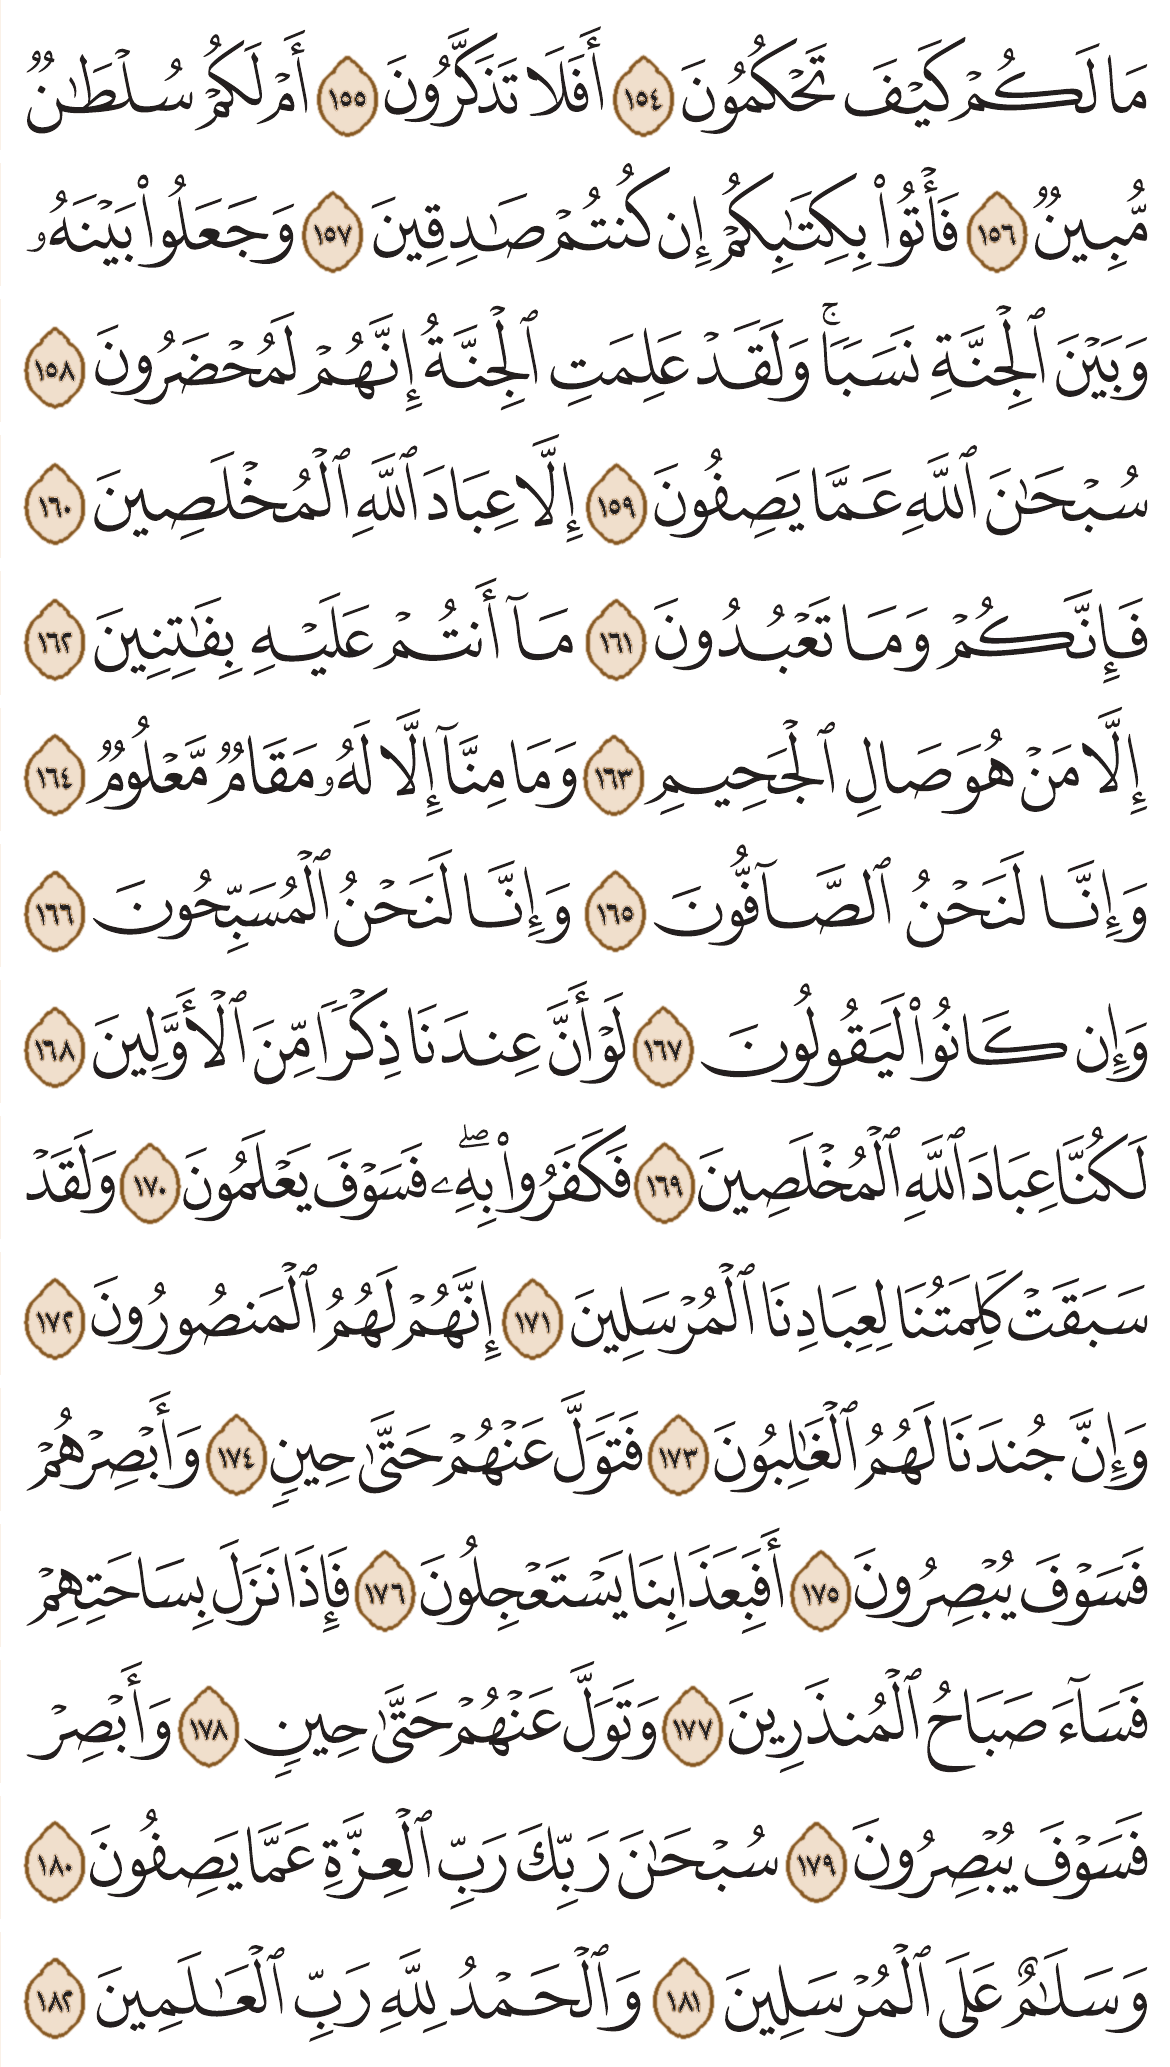 مَا لَكُمْ كَيْفَ تَحْكُمُونَ ١٥٤ أَفَلَا تَذَكَّرُونَ ١٥٥ أَمْ لَكُمْ سُلْطَٰنٌ
مُّبِينٌ ١٥٦ فَأْتُوا۟ بِكِتَٰبِكُمْ إِن كُنتُمْ صَٰدِقِينَ ١٥٧ وَجَعَلُوا۟ بَيْنَهُۥ
وَبَيْنَ ٱلْجِنَّةِ نَسَبًا ۚ وَلَقَدْ عَلِمَتِ ٱلْجِنَّةُ إِنَّهُمْ لَمُحْضَرُونَ ١٥٨
سُبْحَٰنَ ٱللَّهِ عَمَّا يَصِفُونَ ١٥٩ إِلَّا عِبَادَ ٱللَّهِ ٱلْمُخْلَصِينَ ١٦٠
فَإِنَّكُمْ وَمَا تَعْبُدُونَ ١٦١ مَآ أَنتُمْ عَلَيْهِ بِفَٰتِنِينَ ١٦٢
إِلَّا مَنْ هُوَ صَالِ ٱلْجَحِيمِ ١٦٣ وَمَا مِنَّآ إِلَّا لَهُۥ مَقَامٌ مَّعْلُومٌ ١٦٤
وَإِنَّا لَنَحْنُ ٱلصَّآفُّونَ ١٦٥ وَإِنَّا لَنَحْنُ ٱلْمُسَبِّحُونَ ١٦٦
وَإِن كَانُوا۟ لَيَقُولُونَ ١٦٧ لَوْ أَنَّ عِندَنَا ذِكْرًا مِّنَ ٱلْأَوَّلِينَ ١٦٨
لَكُنَّا عِبَادَ ٱللَّهِ ٱلْمُخْلَصِينَ ١٦٩ فَكَفَرُوا۟ بِهِۦ ۖ فَسَوْفَ يَعْلَمُونَ ١٧٠ وَلَقَدْ
سَبَقَتْ كَلِمَتُنَا لِعِبَادِنَا ٱلْمُرْسَلِينَ ١٧١ إِنَّهُمْ لَهُمُ ٱلْمَنصُورُونَ ١٧٢
وَإِنَّ جُندَنَا لَهُمُ ٱلْغَٰلِبُونَ ١٧٣ فَتَوَلَّ عَنْهُمْ حَتَّىٰ حِينٍ ١٧٤ وَأَبْصِرْهُمْ
فَسَوْفَ يُبْصِرُونَ ١٧٥ أَفَبِعَذَابِنَا يَسْتَعْجِلُونَ ١٧٦ فَإِذَا نَزَلَ بِسَاحَتِهِمْ
فَسَآءَ صَبَاحُ ٱلْمُنذَرِينَ ١٧٧ وَتَوَلَّ عَنْهُمْ حَتَّىٰ حِينٍ ١٧٨ وَأَبْصِرْ
فَسَوْفَ يُبْصِرُونَ ١٧٩ سُبْحَٰنَ رَبِّكَ رَبِّ ٱلْعِزَّةِ عَمَّا يَصِفُونَ ١٨٠
وَسَلَٰمٌ عَلَى ٱلْمُرْسَلِينَ ١٨١ وَٱلْحَمْدُ لِلَّهِ رَبِّ ٱلْعَٰلَمِينَ ١٨٢